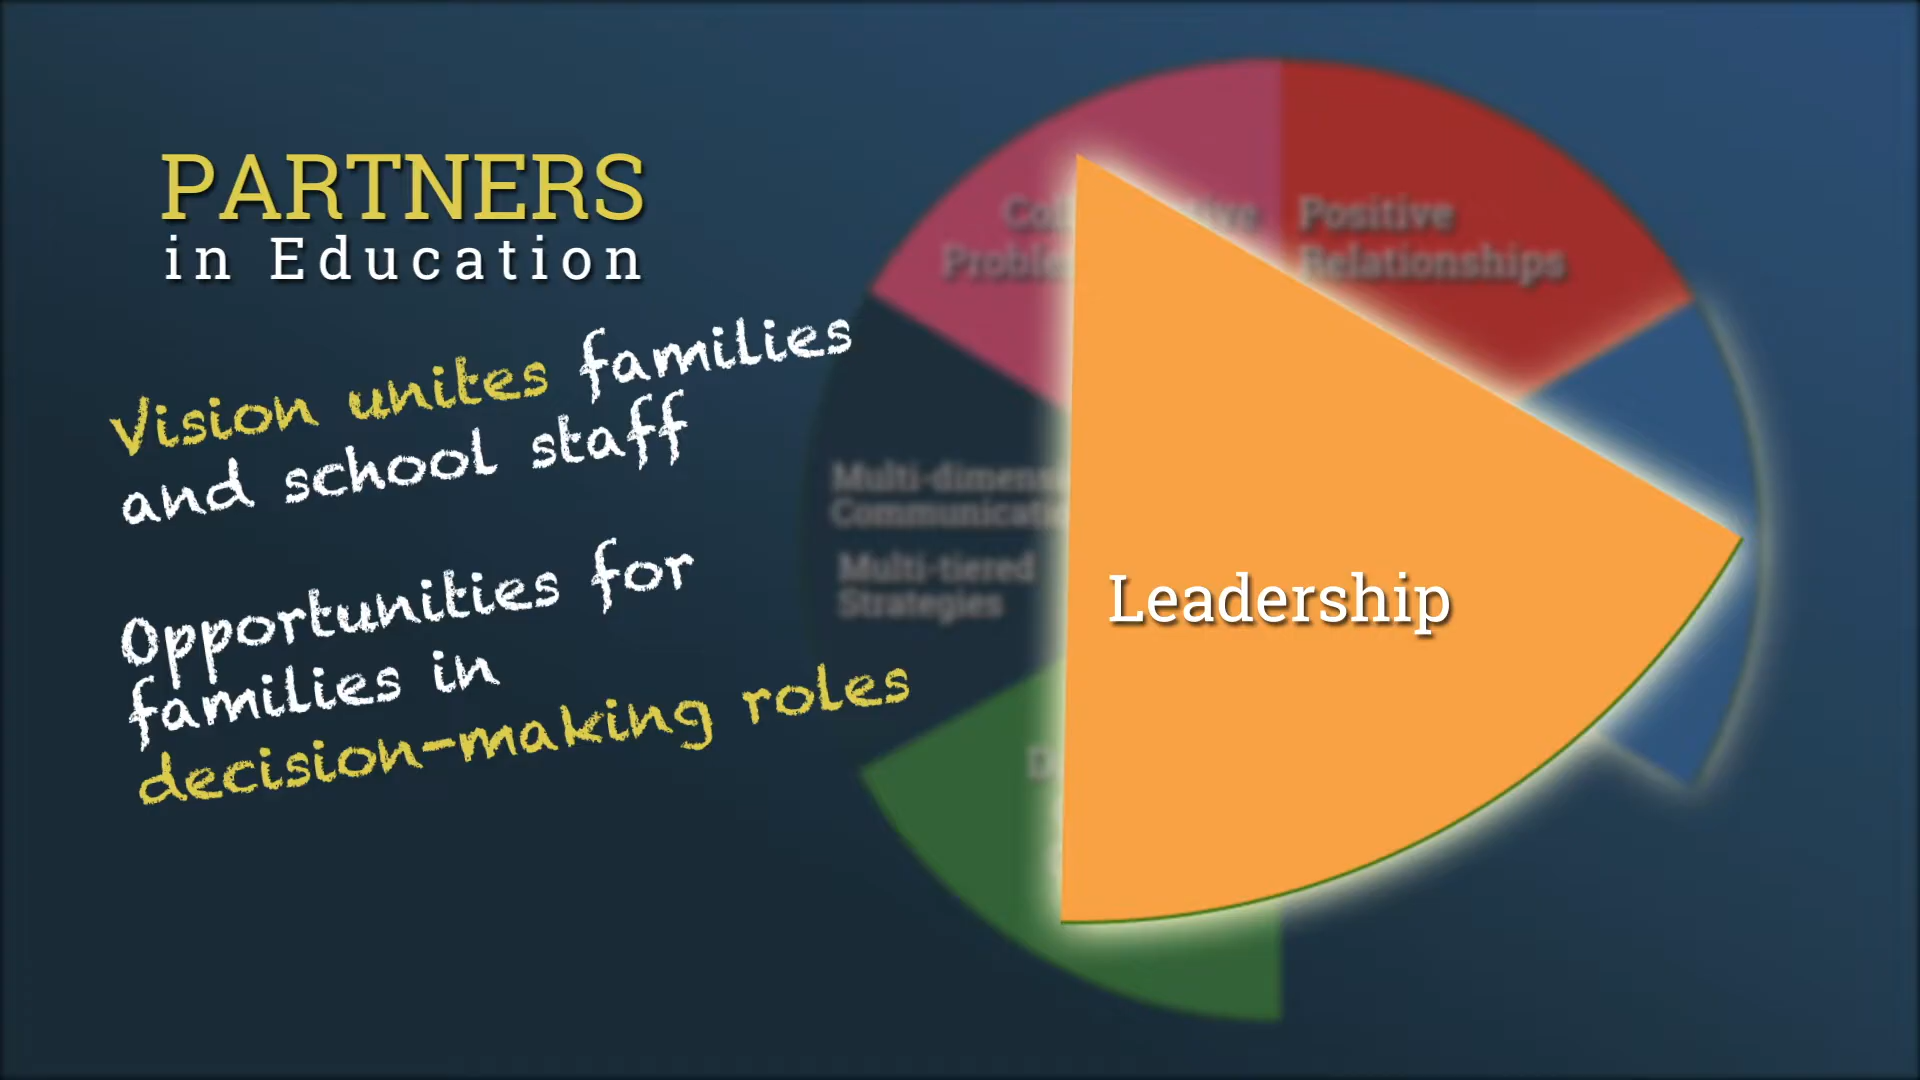 PARTNERS
in Education
Vision unites families
and school staff
Opportunities for
families in
decision-making roles
Positive
Relationships
Multi-tiered
Strategies
Leadership